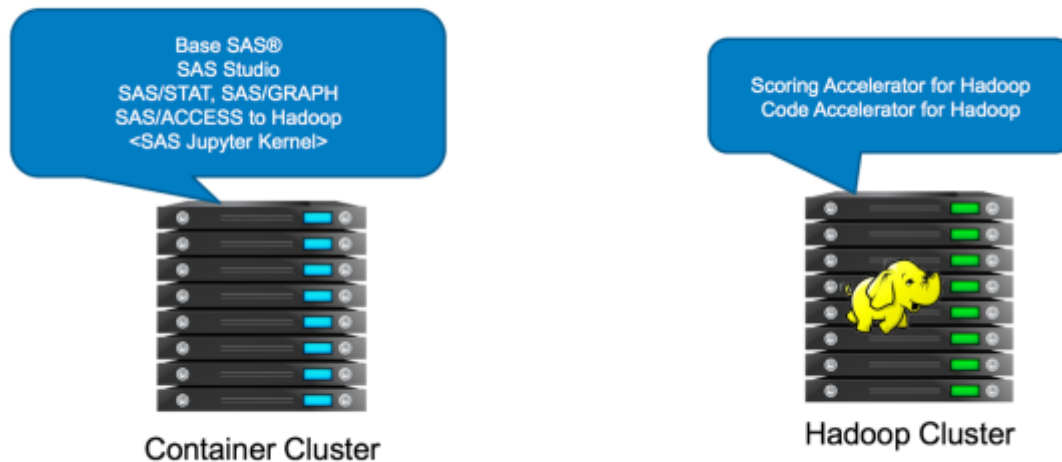 Base SAS®
SAS Studio
SAS/STAT, SAS/GRAPH
SAS/ACCESS to Hadoop
<SAS Jupyter Kernel>
Container Cluster
Scoring Accelerator for Hadoop
Code Accelerator for Hadoop
Hadoop Cluster